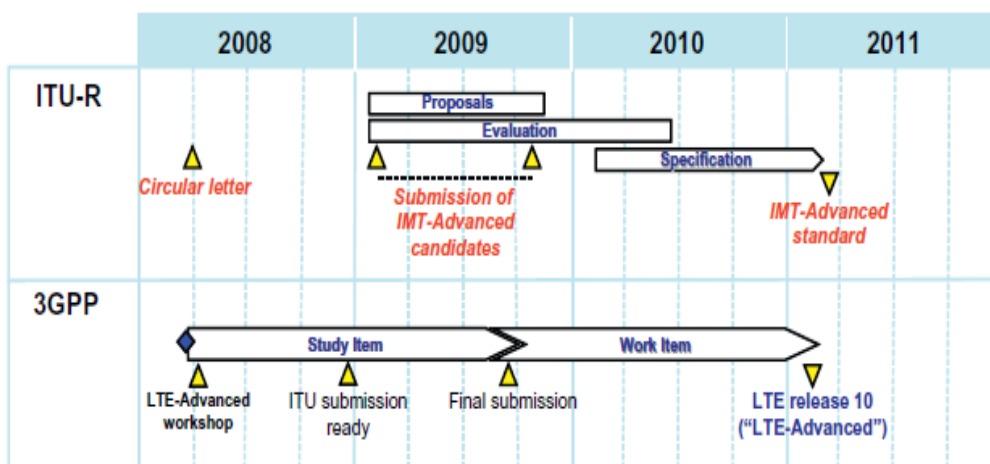 2008 2009 2010 2011
ITU-R
Proposals
Evaluation
Specification
Circular letter
Submission of
IMT-Advanced
candidates
IMT-Advanced
standard
3GPP
Study Item
Work Item
LTE-Advanced
workshop
ITU submission
ready
Final submission
LTE release 10
(“LTE-Advanced”)